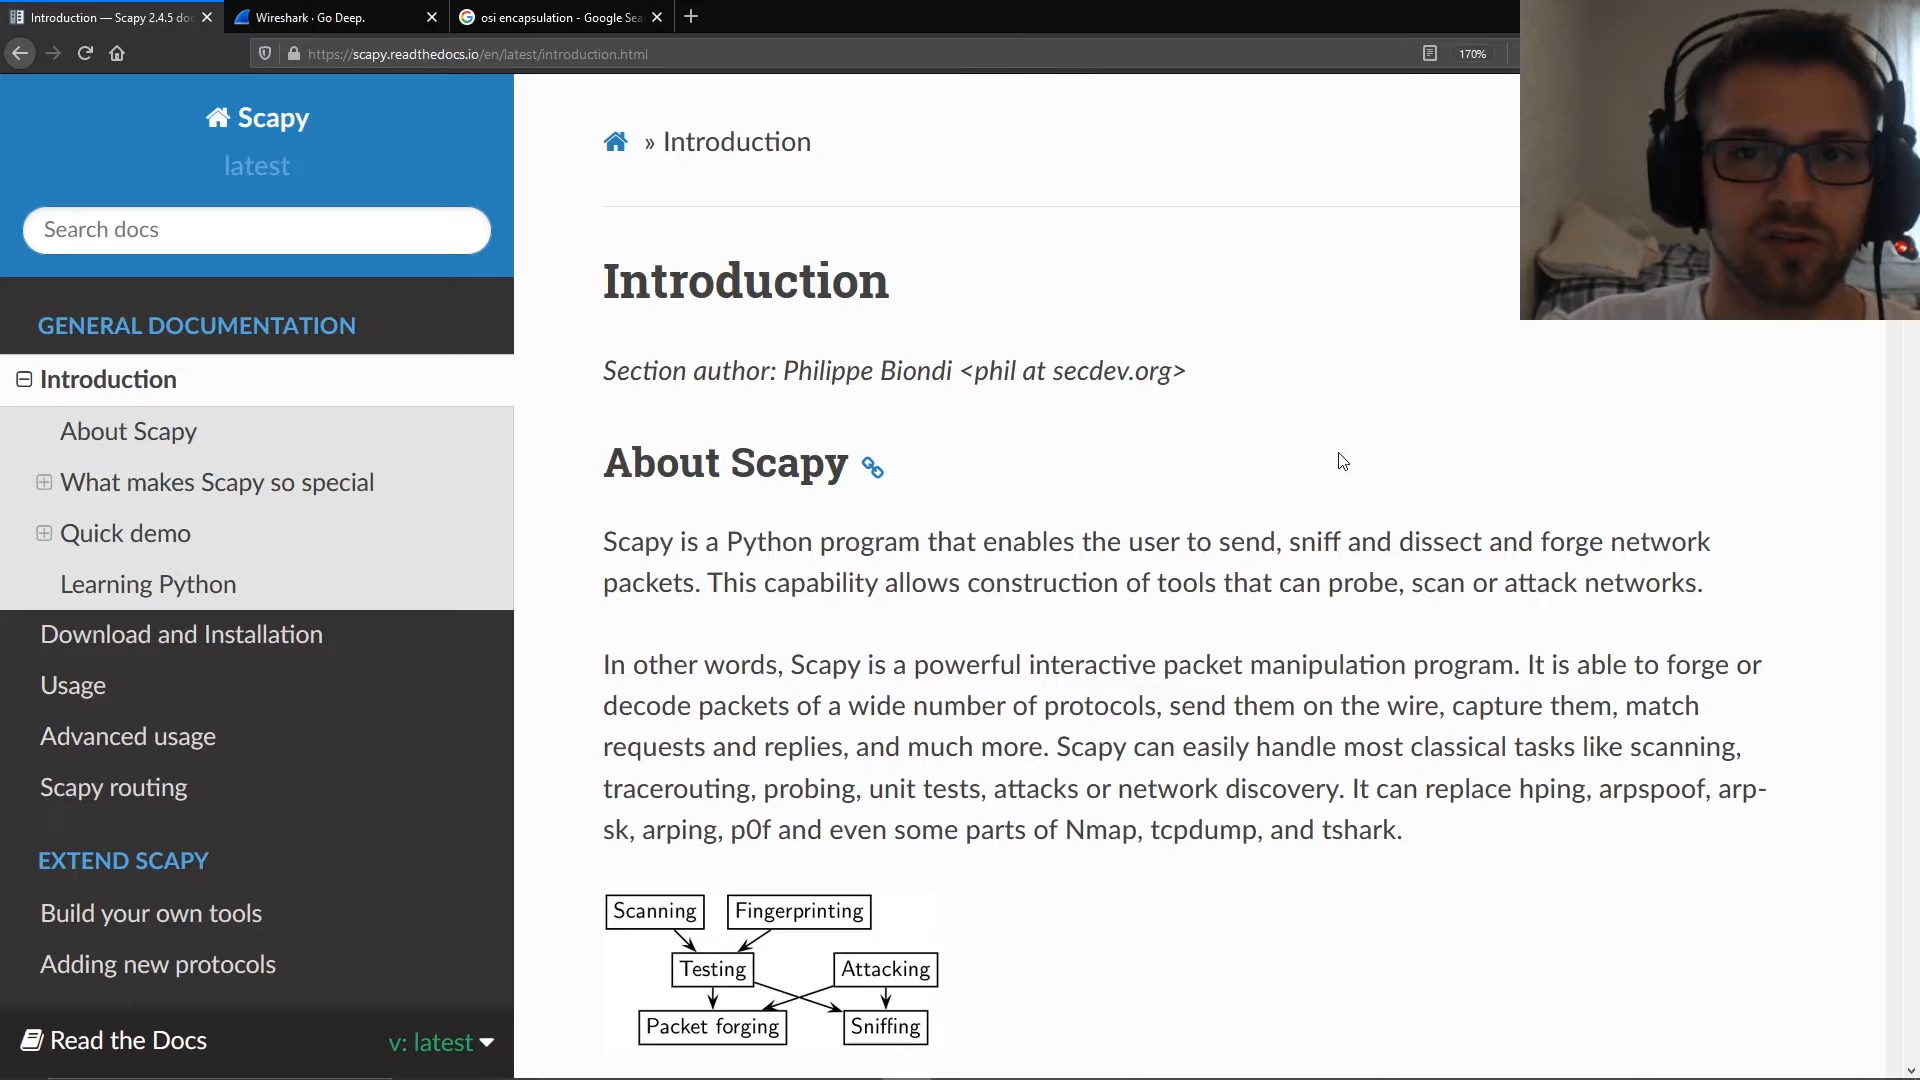 Introduction — Scapy 2.4.5 doc
Wireshark · Go Deep.
osi encapsulation - Google Sea
https://scapy.readthedocs.io/en/latest/introduction.html
170%
Scapy
latest
Search docs
GENERAL DOCUMENTATION
Introduction
About Scapy
What makes Scapy so special
Quick demo
Learning Python
Download and Installation
Usage
Advanced usage
Scapy routing
EXTEND SCAPY
Build your own tools
Adding new protocols
Read the Docs
v: latest
» Introduction
Introduction
Section author: Philippe Biondi <phil at secdev.org>
About Scapy
Scapy is a Python program that enables the user to send, sniff and dissect and forge network
packets. This capability allows construction of tools that can probe, scan or attack networks.
In other words, Scapy is a powerful interactive packet manipulation program. It is able to forge or
decode packets of a wide number of protocols, send them on the wire, capture them, match
requests and replies, and much more. Scapy can easily handle most classical tasks like scanning,
tracerouting, probing, unit tests, attacks or network discovery. It can replace hping, arpspoof, arp-
sk, arping, p0f and even some parts of Nmap, tcpdump, and tshark.
Scanning
Fingerprinting
Testing
Attacking
Packet forging
Sniffing